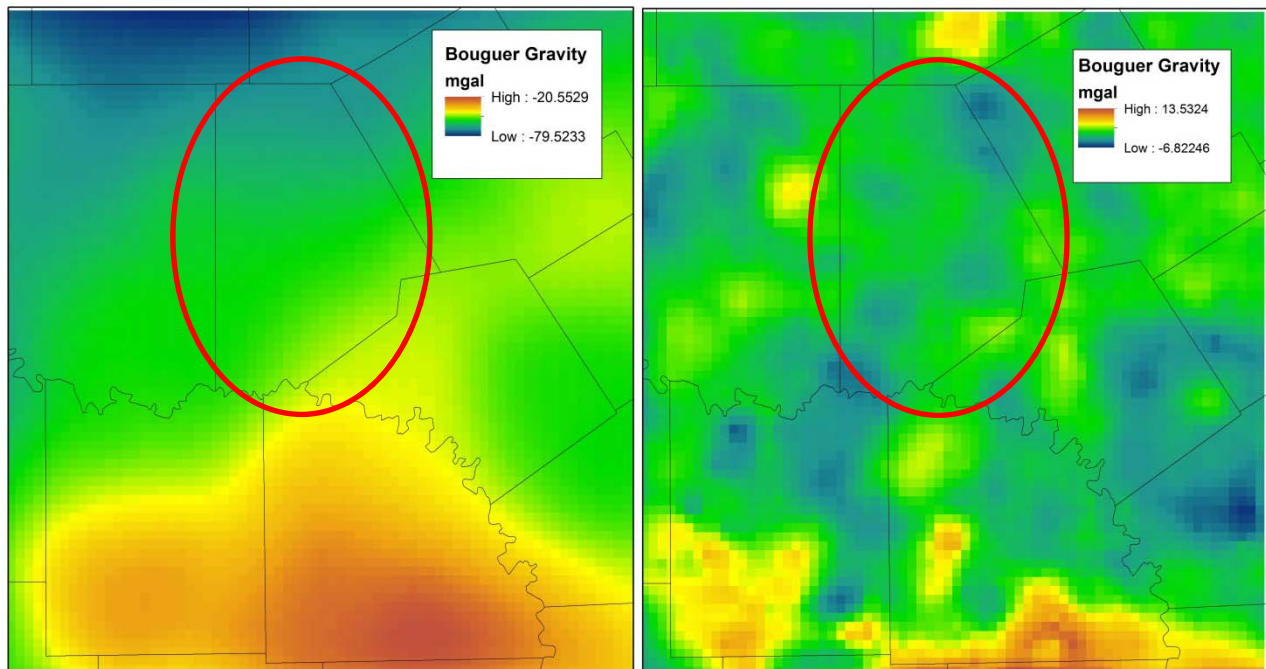 Bouguer Gravity
mgal
High : -20.5529
Low : -79.5233
Bouguer Gravity
mgal
High : 13.5324
Low : -6.82246